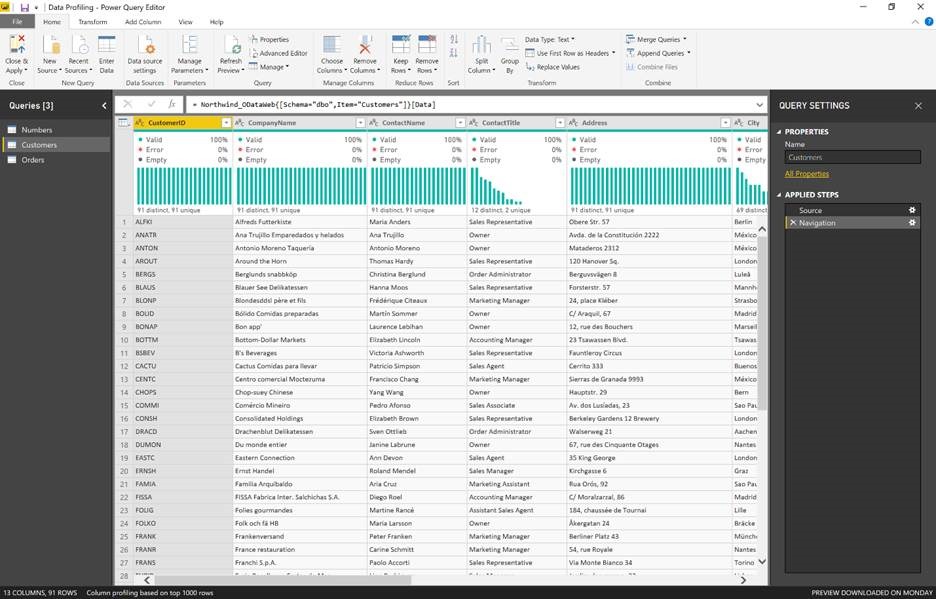 Data Profiling - Power Query Editor
File Home Transform Add Column View Help
Close & Apply New Source Recent Sources Enter Data Data source settings Manage Parameters Refresh Preview Properties Advanced Editor Manage Choose Columns Remove Columns Keep Rows Remove Rows Split Column Group By Data Type: Text Use First Row as Headers Replace Values Merge Queries Append Queries Combine Files
Close New Query Data Sources Parameters Query Manage Columns Reduce Rows Sort Transform Combine
Queries [3]
Numbers
Customers
Orders
fx = Northwind_ODataWeb{[Schema="dbo",Item="Customers"]}[Data]
CustomerID CompanyName ContactName ContactTitle Address City
Valid 100% Valid 100% Valid 100% Valid 100% Valid 100% Valid
Error 0% Error 0% Error 0% Error 0% Error 0% Error
Empty 0% Empty 0% Empty 0% Empty 0% Empty 0% Empty
91 distinct, 91 unique 91 distinct, 91 unique 91 distinct, 91 unique 12 distinct, 2 unique 91 distinct, 91 unique 69 distinct
1 ALFKI Alfreds Futterkiste Maria Anders Sales Representative Obere Str. 57 Berlin
2 ANATR Ana Trujillo Emparedados y helados Ana Trujillo Owner Avda. de la Constitución 2222 México
3 ANTON Antonio Moreno Taquería Antonio Moreno Owner Mataderos 2312 México
4 AROUT Around the Horn Thomas Hardy Sales Representative 120 Hanover Sq. London
5 BERGS Berglunds snabbköp Christina Berglund Order Administrator Berguvsvägen 8 Luleå
6 BLAUS Blauer See Delikatessen Hanna Moos Sales Representative Forsterstr. 57 Mannh
7 BLONP Blondesddsl père et fils Frédérique Citeaux Marketing Manager 24, place Kléber Strasbo
8 BOLID Bólido Comidas preparadas Martín Sommer Owner C/ Araquil, 67 Madrid
9 BONAP Bon app' Laurence Lebihan Owner 12, rue des Bouchers Marseil
10 BOTTM Bottom-Dollar Markets Elizabeth Lincoln Accounting Manager 23 Tsawassen Blvd. Tsawas
11 BSBEV B's Beverages Victoria Ashworth Sales Representative Fauntleroy Circus London
12 CACTU Cactus Comidas para llevar Patricio Simpson Sales Agent Cerrito 333 Buenos
13 CENTC Centro comercial Moctezuma Francisco Chang Marketing Manager Sierras de Granada 9993 México
14 CHOPS Chop-suey Chinese Yang Wang Owner Hauptstr. 29 Bern
15 COMMI Comércio Mineiro Pedro Afonso Sales Associate Av. dos Lusíadas, 23 Sao Pau
16 CONSH Consolidated Holdings Elizabeth Brown Sales Representative Berkeley Gardens 12 Brewery London
17 DRACD Drachenblut Delikatessen Sven Ottlieb Order Administrator Walserweg 21 Aachen
18 DUMON Du monde entier Janine Labrune Owner 67, rue des Cinquante Otages Nantes
19 EASTC Eastern Connection Ann Devon Sales Agent 35 King George London
20 ERNSH Ernst Handel Roland Mendel Sales Manager Kirchgasse 6 Graz
21 FAMIA Familia Arquibaldo Aria Cruz Marketing Assistant Rua Orós, 92 Sao Pau
22 FISSA FISSA Fabrica Inter. Salchichas S.A. Diego Roel Accounting Manager C/ Moralzarzal, 86 Madrid
23 FOLIG Folies gourmandes Martine Rancé Assistant Sales Agent 184, chaussée de Tournai Lille
24 FOLKO Folk och fä HB Maria Larsson Owner Åkergatan 24 Bräcke
25 FRANK Frankenversand Peter Franken Marketing Manager Berliner Platz 43 Münch
26 FRANR France restauration Carine Schmitt Marketing Manager 54, rue Royale Nantes
27 FRANS Franchi S.p.A. Paolo Accorti Sales Representative Via Monte Bianco 34 Torino
28
QUERY SETTINGS
PROPERTIES
Name
Customers
All Properties
APPLIED STEPS
Source
Navigation
13 COLUMNS, 91 ROWS Column profiling based on top 1000 rows PREVIEW DOWNLOADED ON MONDAY